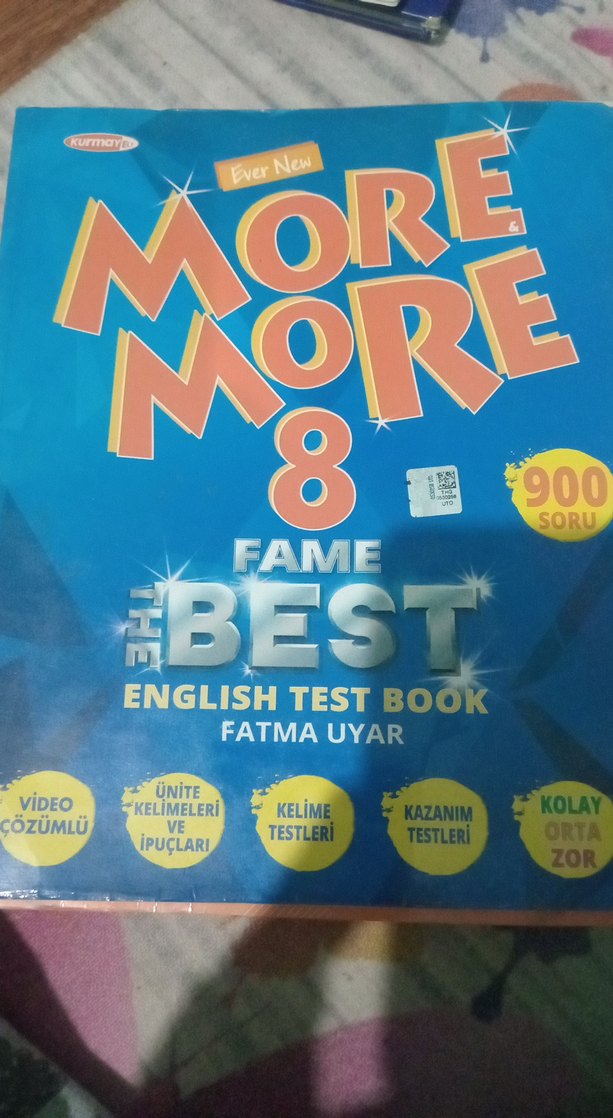 kurmay
Ever New
MORE
&
MORE
8
FAME
THE BEST
ENGLISH TEST BOOK
FATMA UYAR
900
SORU
VİDEO
ÇÖZÜMLÜ
ÜNİTE
KELİMELERİ
VE
İPUÇLARI
KELİME
TESTLERİ
KAZANIM
TESTLERİ
KOLAY
ORTA
ZOR